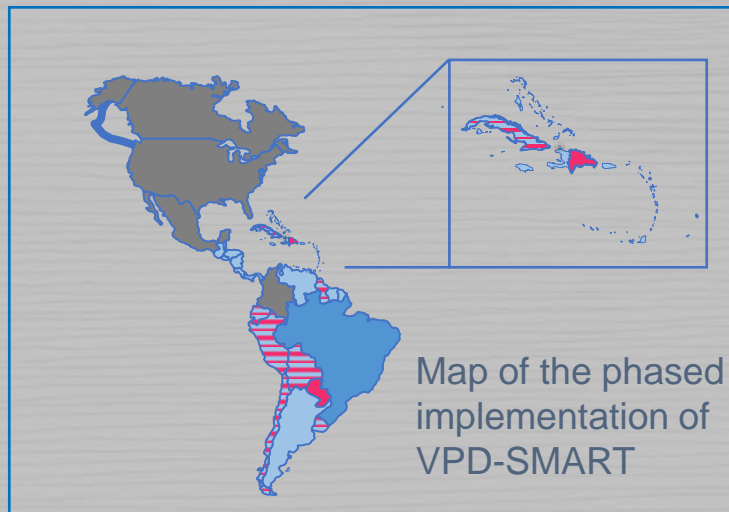 Map of the phased
implementation of
VPD-SMART